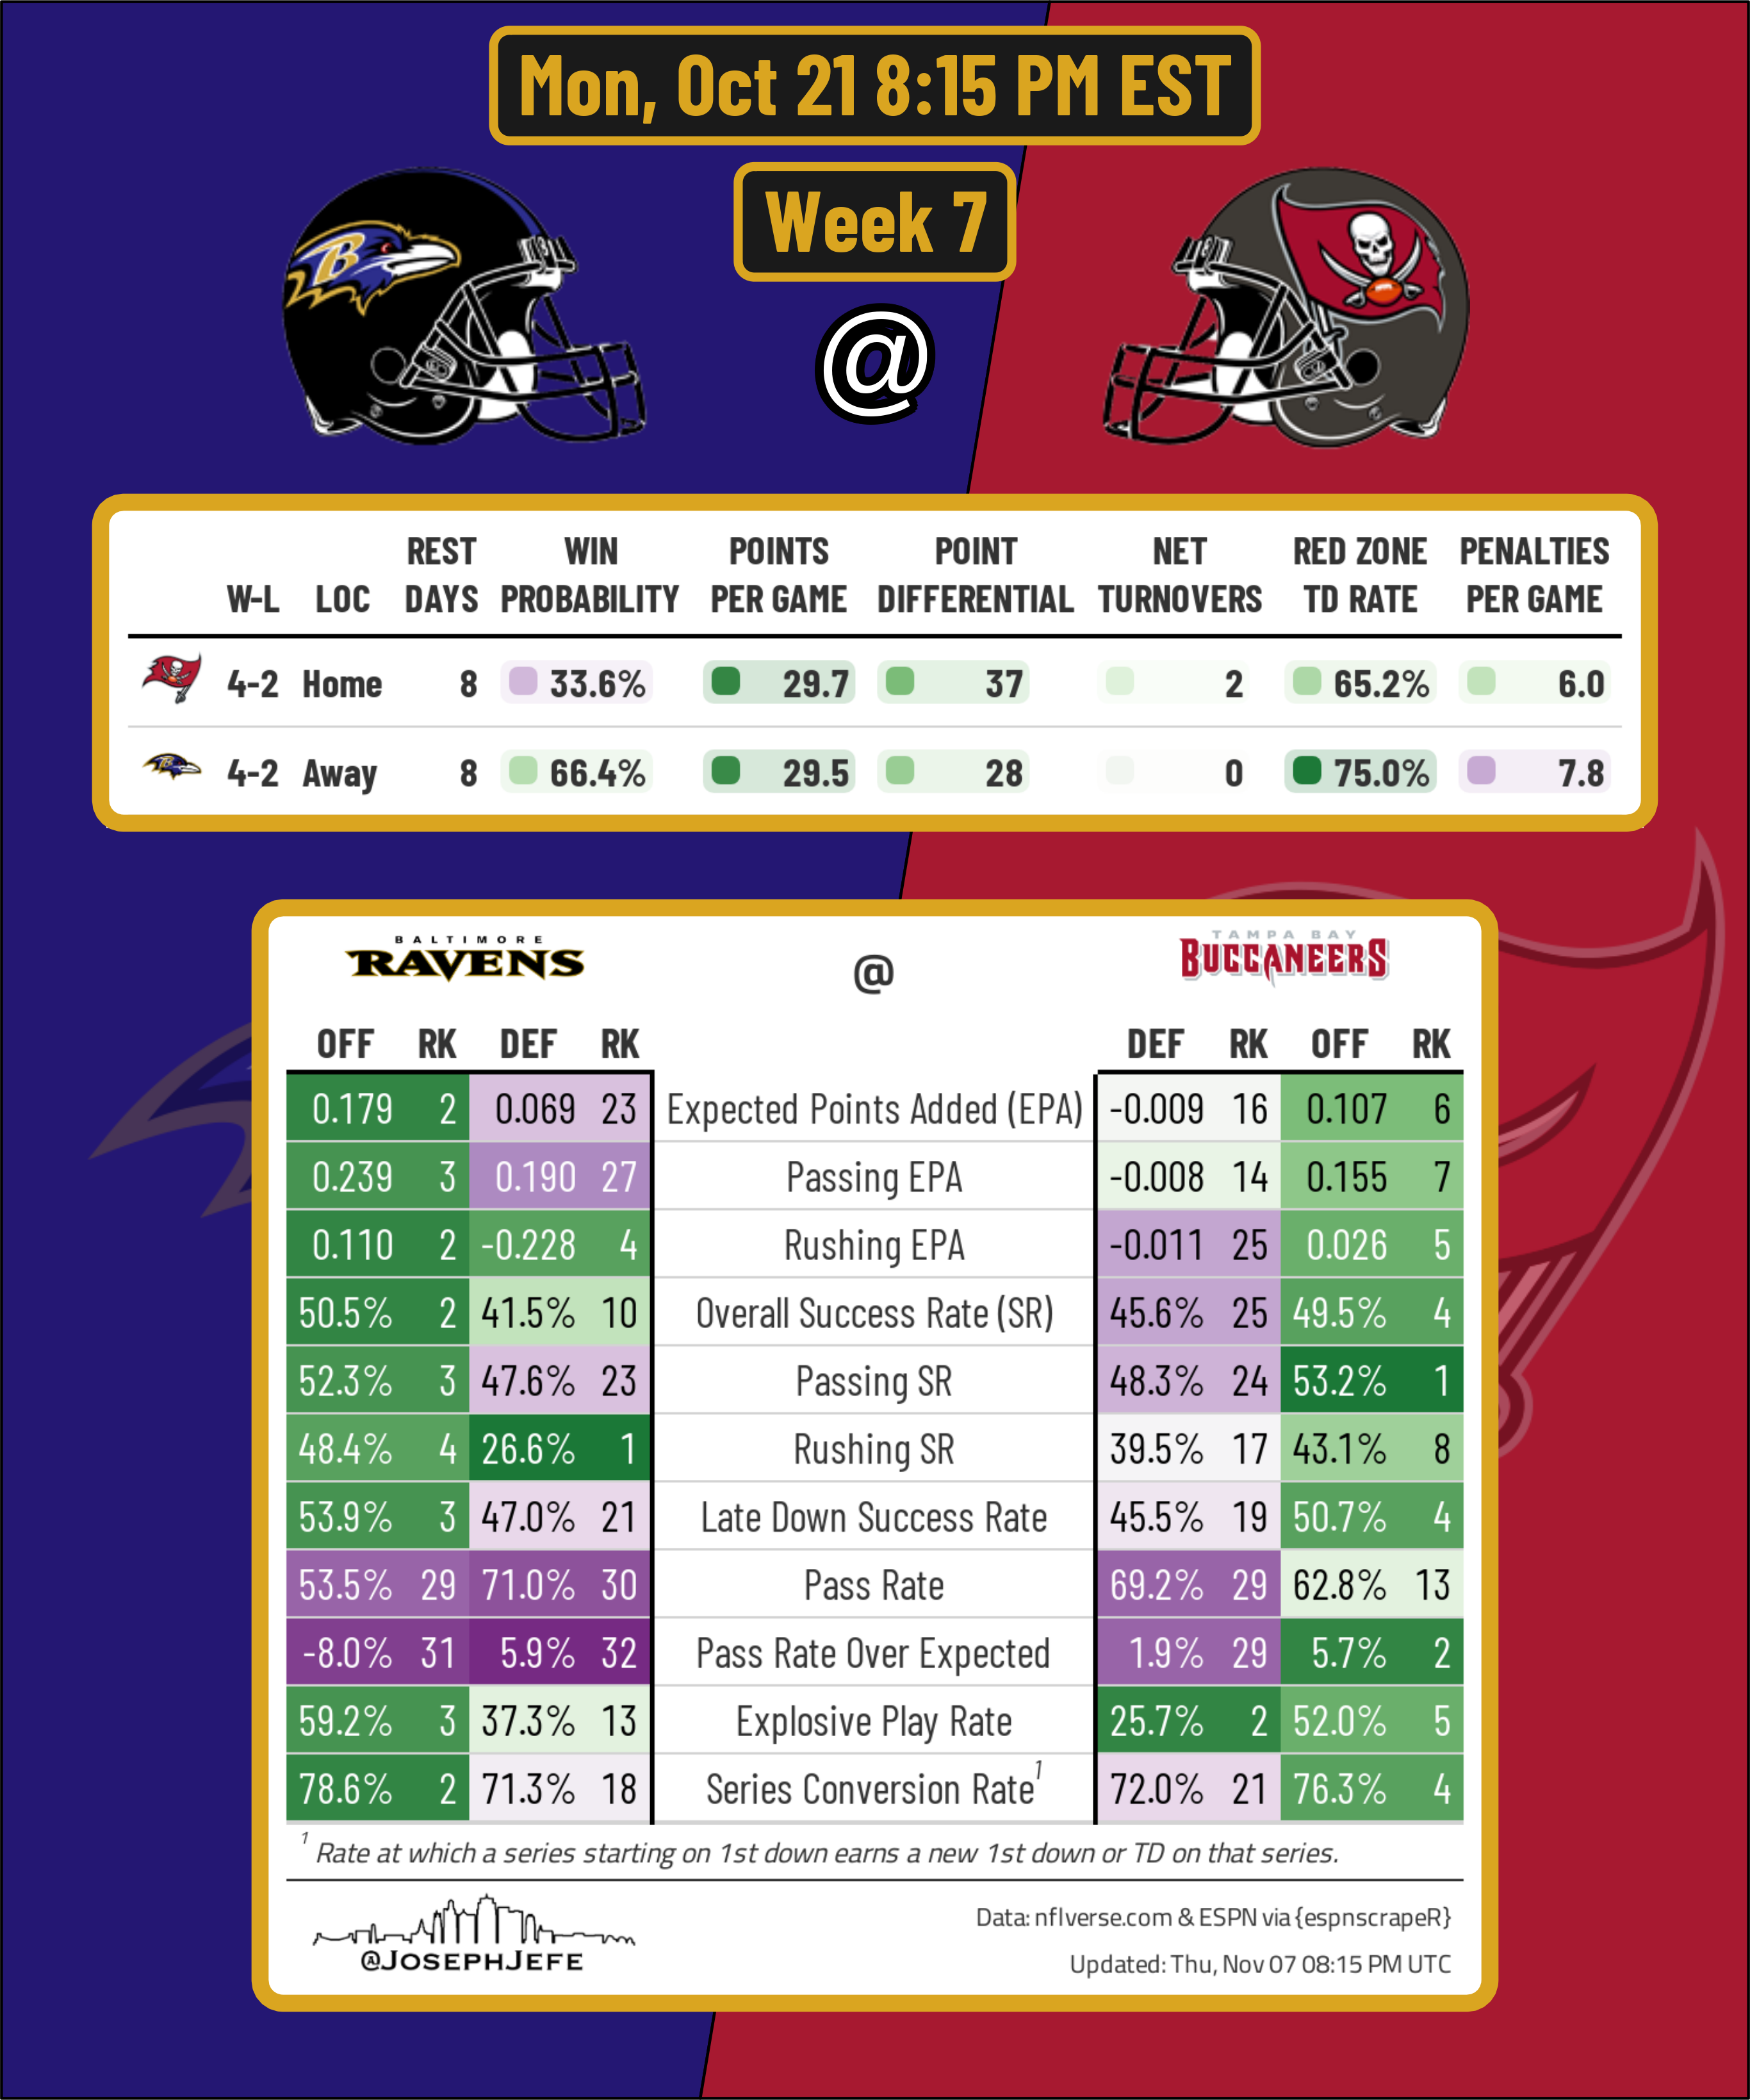 Mon, Oct 21 8:15 PM EST
Week 7
B
@
REST WIN POINTS POINT NET RED ZONE PENALTIES
W-L LOC DAYS PROBABILITY PER GAME DIFFERENTIAL TURNOVERS TD RATE PER GAME
4-2 Home 8 33.6% 29.7 37 2 65.2% 6.0
4-2 Away 8 66.4% 29.5 28 0 75.0% 7.8
BALTIMORE TAMPA BAY
RAVENS @ BUCCANEERS
OFF RK DEF RK DEF RK OFF RK
0.179 2 0.069 23 Expected Points Added (EPA) -0.009 16 0.107 6
0.239 3 0.190 27 Passing EPA -0.008 14 0.155 7
0.110 2 -0.228 4 Rushing EPA -0.011 25 0.026 5
50.5% 2 41.5% 10 Overall Success Rate (SR) 45.6% 25 49.5% 4
52.3% 3 47.6% 23 Passing SR 48.3% 24 53.2% 1
48.4% 4 26.6% 1 Rushing SR 39.5% 17 43.1% 8
53.9% 3 47.0% 21 Late Down Success Rate 45.5% 19 50.7% 4
53.5% 29 71.0% 30 Pass Rate 69.2% 29 62.8% 13
-8.0% 31 5.9% 32 Pass Rate Over Expected 1.9% 29 5.7% 2
59.2% 3 37.3% 13 Explosive Play Rate 25.7% 2 52.0% 5
78.6% 2 71.3% 18 Series Conversion Rate¹ 72.0% 21 76.3% 4
¹ Rate at which a series starting on 1st down earns a new 1st down or TD on that series.
@JOSEPHJEFE
Data: nflverse.com & ESPN via {espnscrapeR}
Updated: Thu, Nov 07 08:15 PM UTC